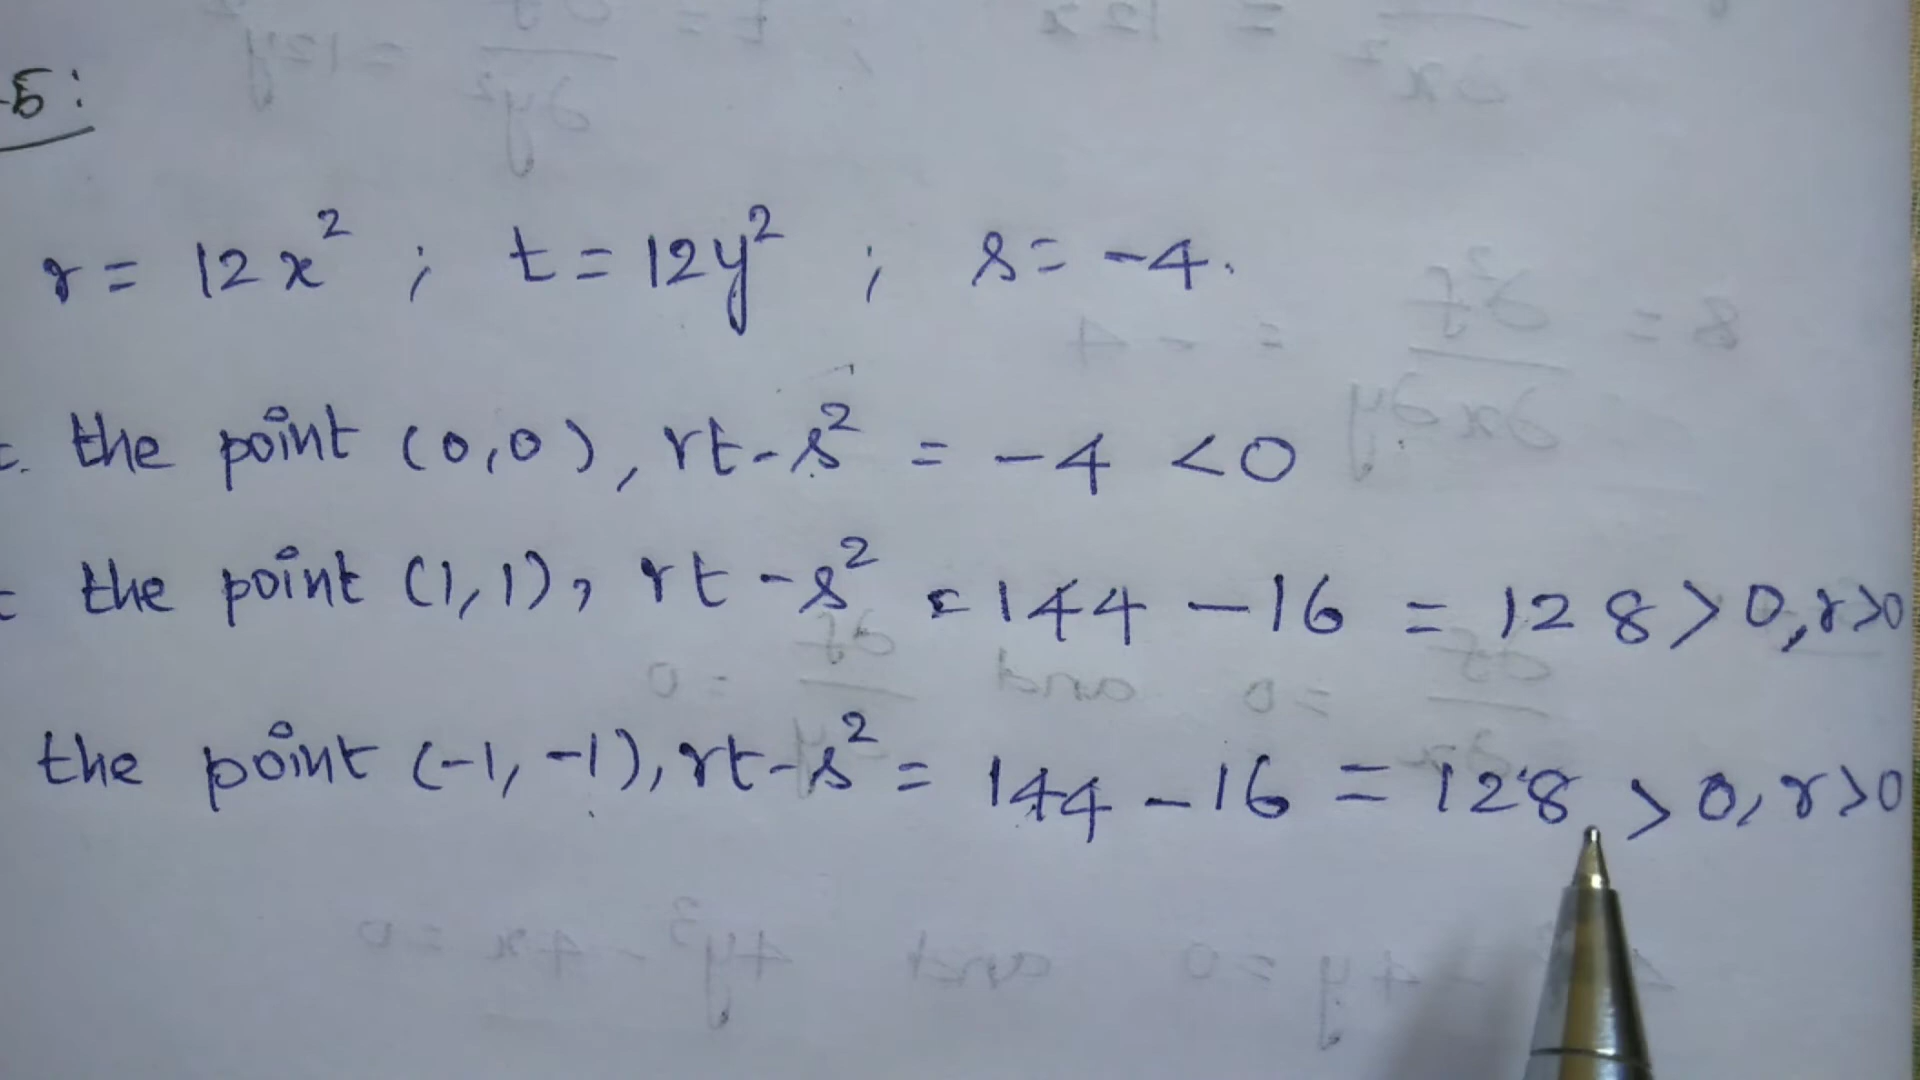 5:
r = 12x² ; t = 12y² ; s = -4.
the point (0,0), rt-s² = -4 <0
the point (1,1), rt-s² = 144-16 = 128>0, r>0
the point (-1,-1), rt-s² = 144-16 = 128 >0, r>0